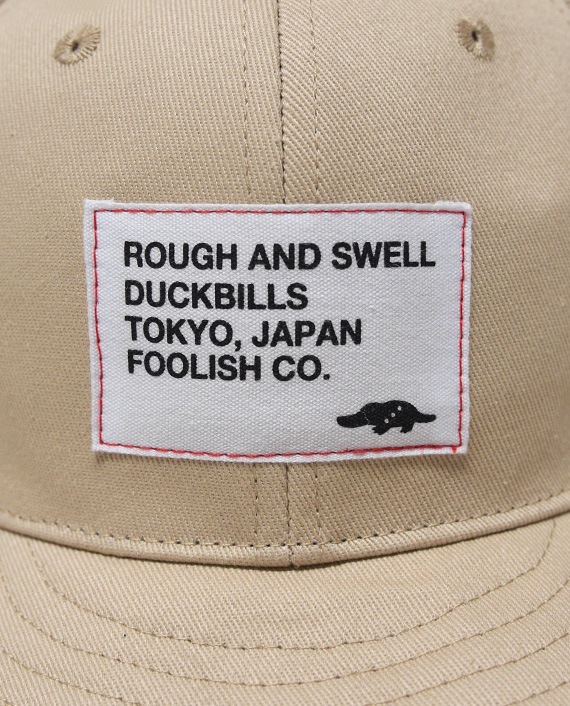 ROUGH AND SWELL
DUCKBILLS
TOKYO, JAPAN
FOOLISH CO.